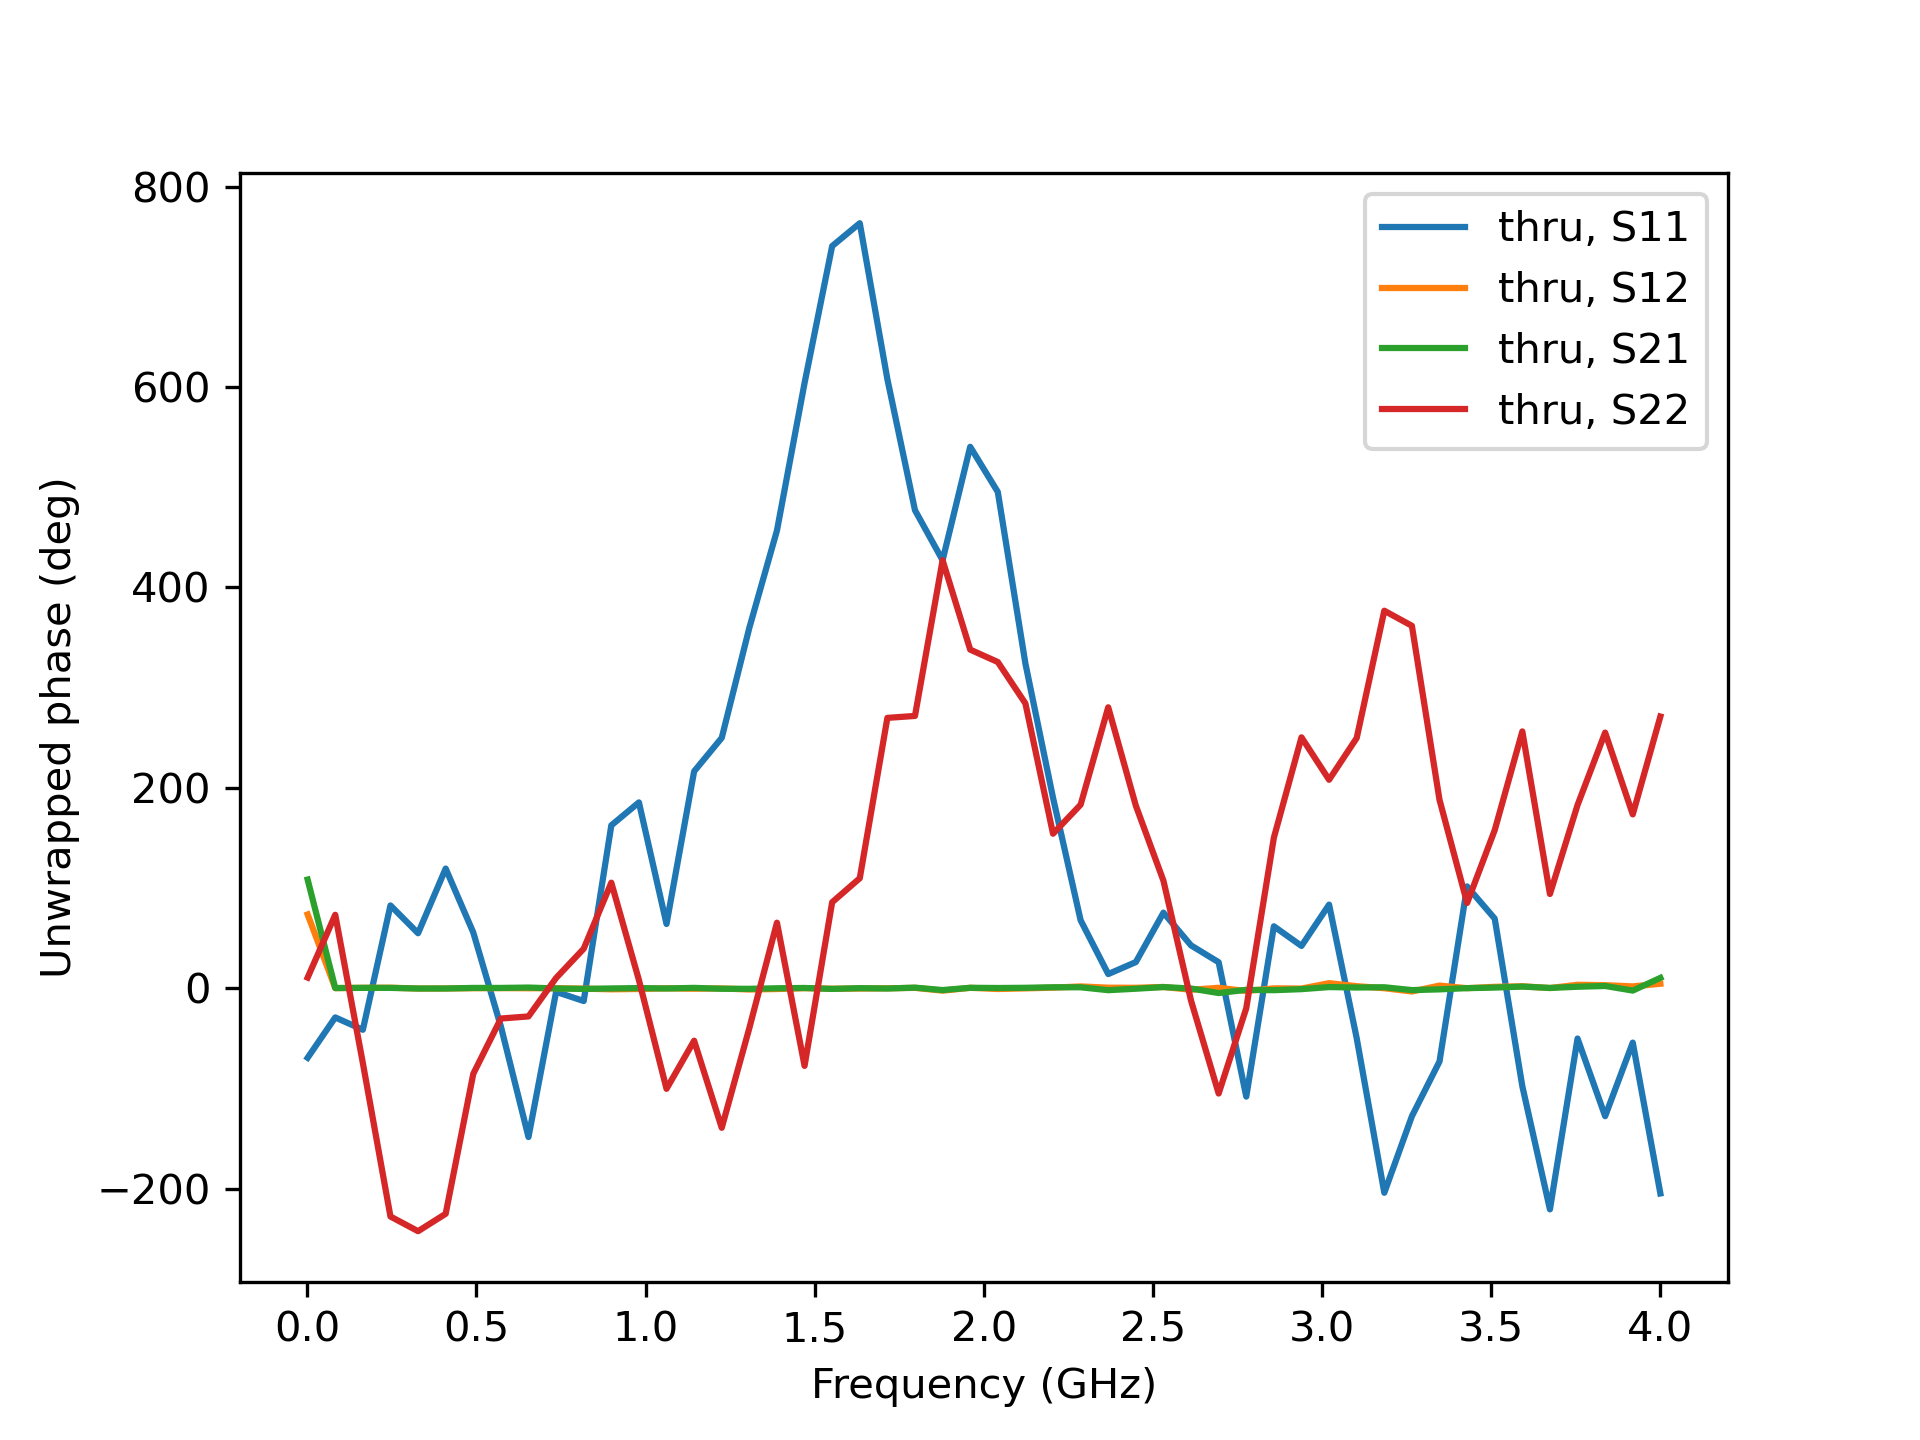 800
600
400
200
0
−200
Unwrapped phase (deg)
thru, S11
thru, S12
thru, S21
thru, S22
0.0 0.5 1.0 1.5 2.0 2.5 3.0 3.5 4.0
Frequency (GHz)